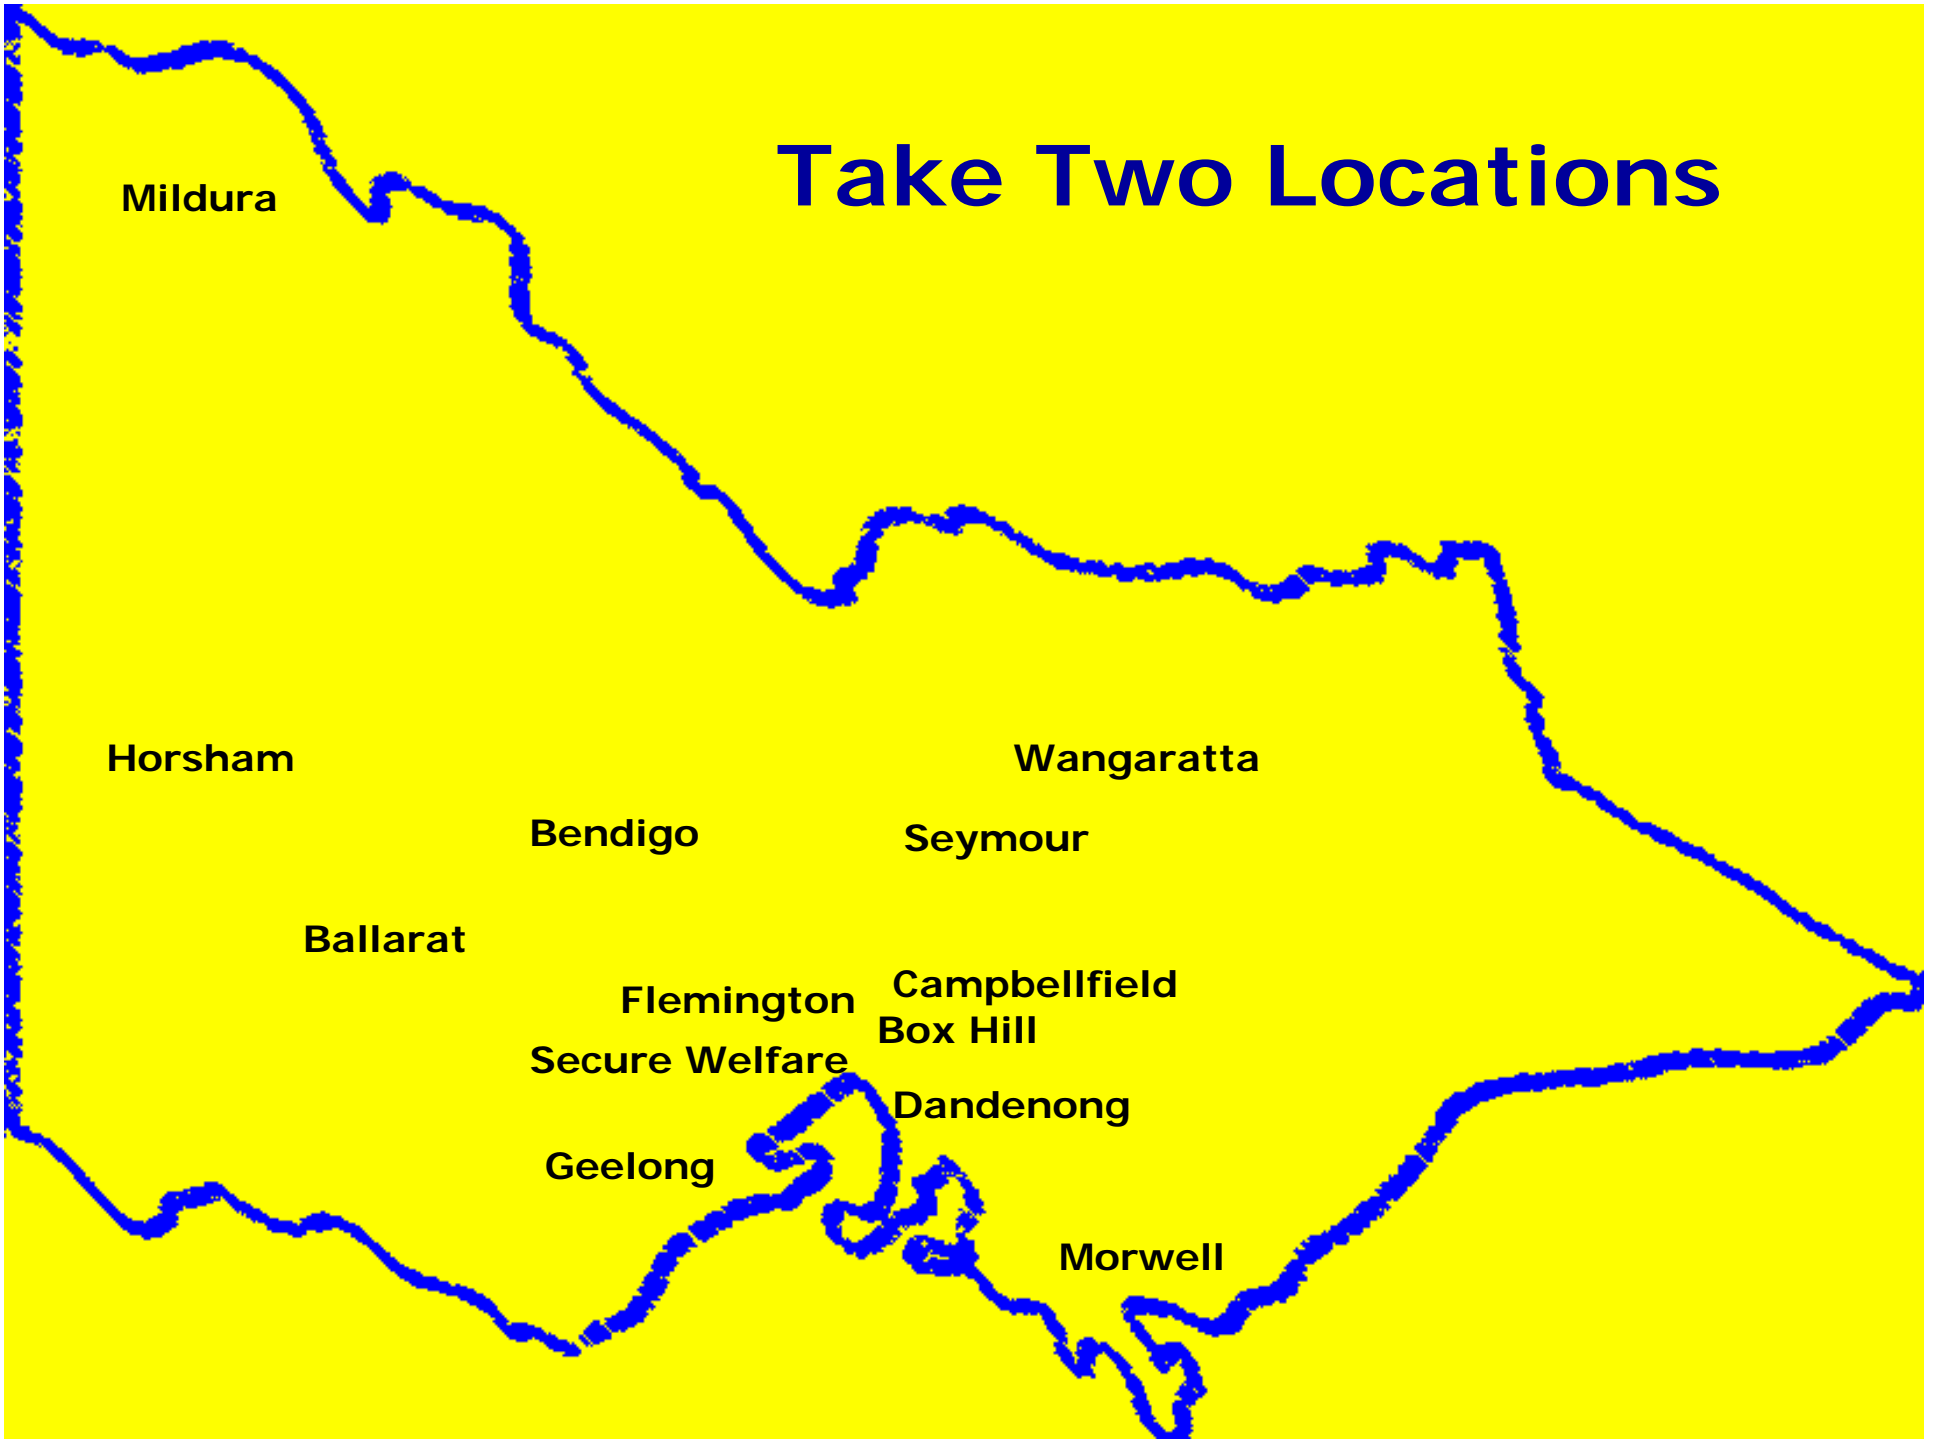 Take Two Locations
Mildura
Horsham
Wangaratta
Bendigo
Seymour
Ballarat
Campbellfield
Flemington
Box Hill
Secure Welfare
Dandenong
Geelong
Morwell